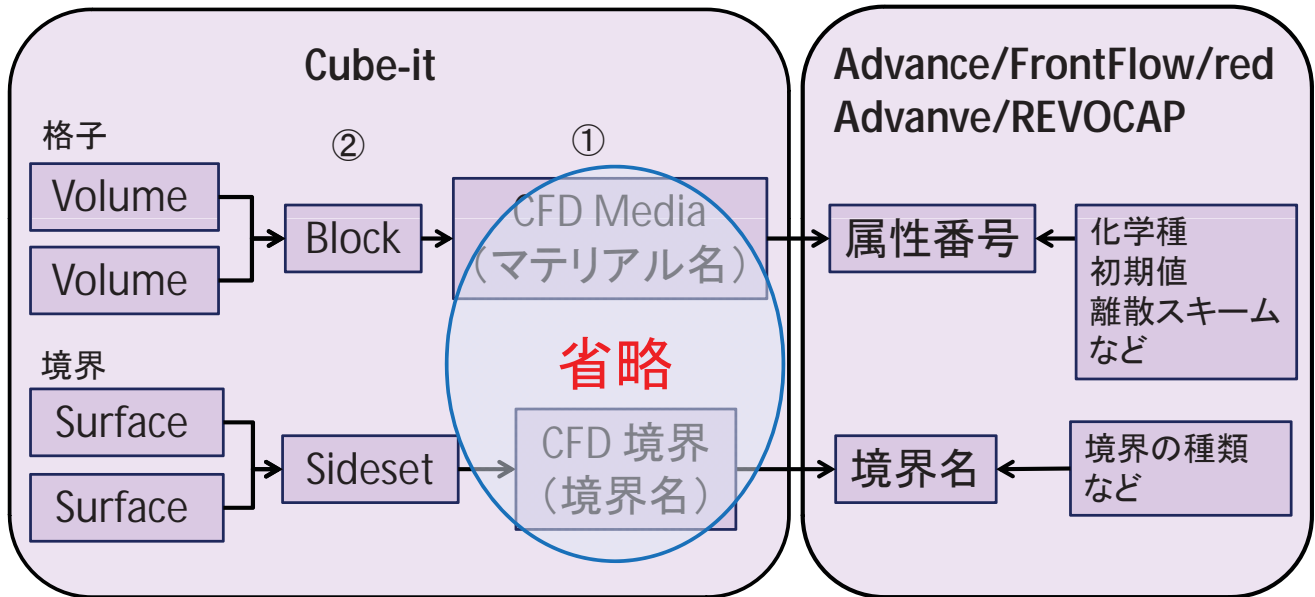 Cube-it
格子
②
①
Volume
Volume
Block
CFD Media
（マテリアル名）
省略
境界
Surface
Surface
Sideset
CFD 境界
（境界名）
Advance/FrontFlow/red
Advanve/REVOCAP
属性番号
化学種
初期値
離散スキーム
など
境界名
境界の種類
など